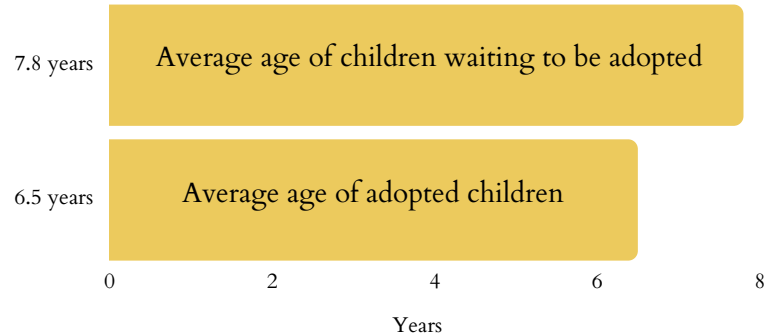 7.8 years
Average age of children waiting to be adopted
6.5 years
Average age of adopted children
0 2 4 6 8
Years